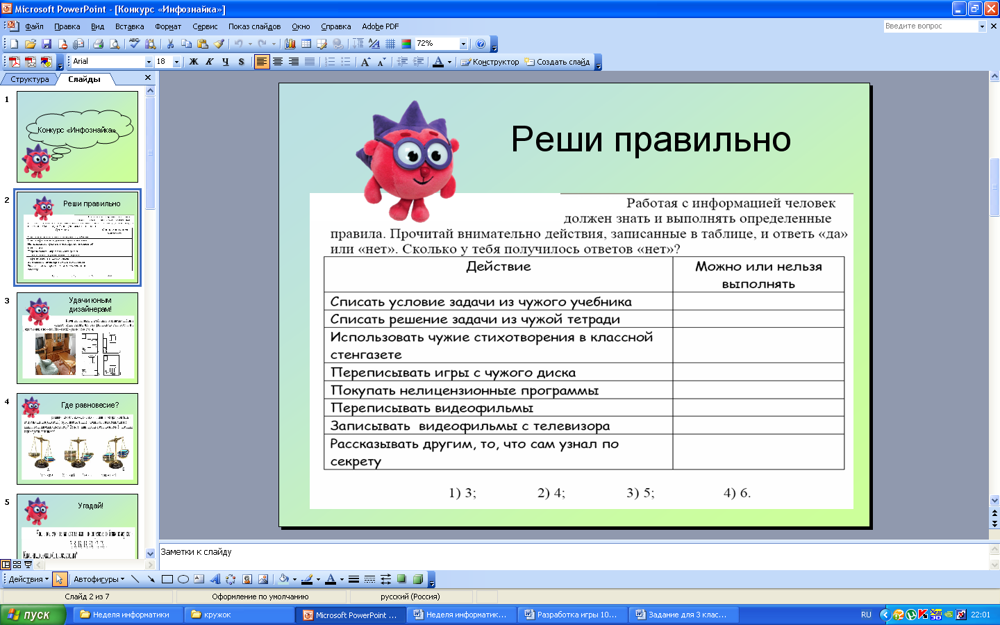 Microsoft PowerPoint - [Конкурс «Инфознайка»]
Файл Правка Вид Вставка Формат Сервис Показ слайдов Окно Справка Adobe PDF
Введите вопрос
72%
Arial 18 Ж К Ч S Конструктор Создать слайд
Структура Слайды
1
Конкурс «Инфознайка»
2
Реши правильно
3
Удачи юным
дизайнерам!
4
Где равновесие?
5
Угадай!
Реши правильно
Работая с информацией человек
должен знать и выполнять определенные
правила. Прочитай внимательно действия, записанные в таблице, и ответь «да»
или «нет». Сколько у тебя получилось ответов «нет»?
Действие
Можно или нельзя
выполнять
Списать условие задачи из чужого учебника
Списать решение задачи из чужой тетради
Использовать чужие стихотворения в классной
стенгазете
Переписывать игры с чужого диска
Покупать нелицензионные программы
Переписывать видеофильмы
Записывать видеофильмы с телевизора
Рассказывать другим, то, что сам узнал по
секрету
1) 3; 2) 4; 3) 5; 4) 6.
Заметки к слайду
Действия Автофигуры
Слайд 2 из 7 Оформление по умолчанию русский (Россия)
пуск Неделя информатики кружок Microsoft PowerPoint ... Неделя информатик... Разработка игры 10... Задание для 3 клас... RU 22:01